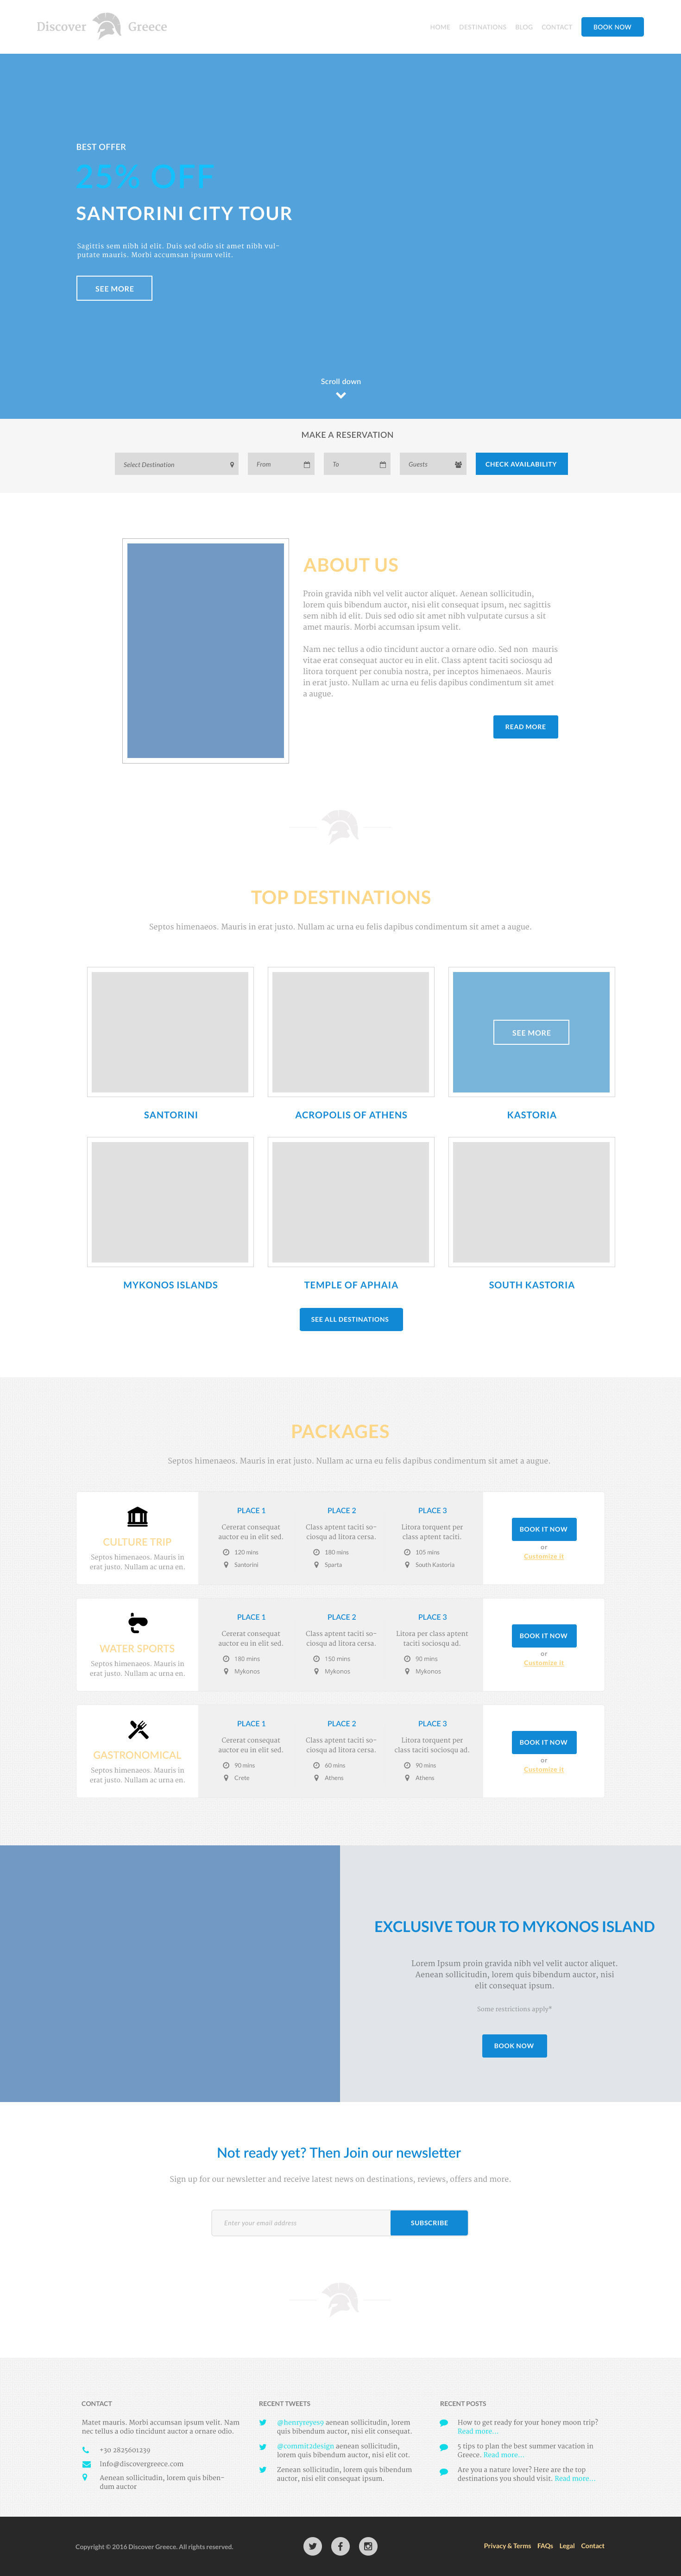 Discover Greece
HOME DESTINATIONS BLOG CONTACT BOOK NOW
BEST OFFER
25% OFF
SANTORINI CITY TOUR
Sagittis sem nibh id elit. Duis sed odio sit amet nibh vul-
putate mauris. Morbi accumsan ipsum velit.
SEE MORE
Scroll down
MAKE A RESERVATION
Select Destination From To Guests CHECK AVAILABILITY
ABOUT US
Proin gravida nibh vel velit auctor aliquet. Aenean sollicitudin,
lorem quis bibendum auctor, nisi elit consequat ipsum, nec sagittis
sem nibh id elit. Duis sed odio sit amet nibh vulputate cursus a sit
amet mauris. Morbi accumsan ipsum velit.
Nam nec tellus a odio tincidunt auctor a ornare odio. Sed non mauris
vitae erat consequat auctor eu in elit. Class aptent taciti sociosqu ad
litora torquent per conubia nostra, per inceptos himenaeos. Mauris
in erat justo. Nullam ac urna eu felis dapibus condimentum sit amet
a augue.
READ MORE
TOP DESTINATIONS
Septos himenaeos. Mauris in erat justo. Nullam ac urna eu felis dapibus condimentum sit amet a augue.
SEE MORE
SANTORINI ACROPOLIS OF ATHENS KASTORIA
MYKONOS ISLANDS TEMPLE OF APHAIA SOUTH KASTORIA
SEE ALL DESTINATIONS
PACKAGES
Septos himenaeos. Mauris in erat justo. Nullam ac urna eu felis dapibus condimentum sit amet a augue.
CULTURE TRIP
Septos himenaeos. Mauris in
erat justo. Nullam ac urna en.
PLACE 1
Cererat consequat
auctor eu in elit sed.
120 mins
Santorini
PLACE 2
Class aptent taciti so-
ciosqu ad litora cersa.
180 mins
Sparta
PLACE 3
Litora torquent per
class aptent taciti.
105 mins
South Kastoria
BOOK IT NOW
or
Customize it
WATER SPORTS
Septos himenaeos. Mauris in
erat justo. Nullam ac urna en.
PLACE 1
Cererat consequat
auctor eu in elit sed.
180 mins
Mykonos
PLACE 2
Class aptent taciti so-
ciosqu ad litora cersa.
150 mins
Mykonos
PLACE 3
Litora per class aptent
taciti sociosqu ad.
90 mins
Mykonos
BOOK IT NOW
or
Customize it
GASTRONOMICAL
Septos himenaeos. Mauris in
erat justo. Nullam ac urna en.
PLACE 1
Cererat consequat
auctor eu in elit sed.
90 mins
Crete
PLACE 2
Class aptent taciti so-
ciosqu ad litora cersa.
60 mins
Athens
PLACE 3
Litora torquent per
class taciti sociosqu ad.
90 mins
Athens
BOOK IT NOW
or
Customize it
EXCLUSIVE TOUR TO MYKONOS ISLAND
Lorem Ipsum proin gravida nibh vel velit auctor aliquet.
Aenean sollicitudin, lorem quis bibendum auctor, nisi
elit consequat ipsum.
Some restrictions apply*
BOOK NOW
Not ready yet? Then Join our newsletter
Sign up for our newsletter and receive latest news on destinations, reviews, offers and more.
Enter your email address SUBSCRIBE
CONTACT
Matet mauris. Morbi accumsan ipsum velit. Nam
nec tellus a odio tincidunt auctor a ornare odio.
+30 2825601239
Info@discovergreece.com
Aenean sollicitudin, lorem quis biben-
dum auctor
RECENT TWEETS
@henryreyes9 aenean sollicitudin, lorem
quis bibendum auctor, nisi elit consequat.
@commit2design aenean sollicitudin,
lorem quis bibendum auctor, nisi elit cot.
Zenean sollicitudin, lorem quis bibendum
auctor, nisi elit consequat ipsum.
RECENT POSTS
How to get ready for your honey moon trip?
Read more...
5 tips to plan the best summer vacation in
Greece. Read more...
Are you a nature lover? Here are the top
destinations you should visit. Read more...
Copyright © 2016 Discover Greece. All rights reserved.
Privacy & Terms FAQs Legal Contact